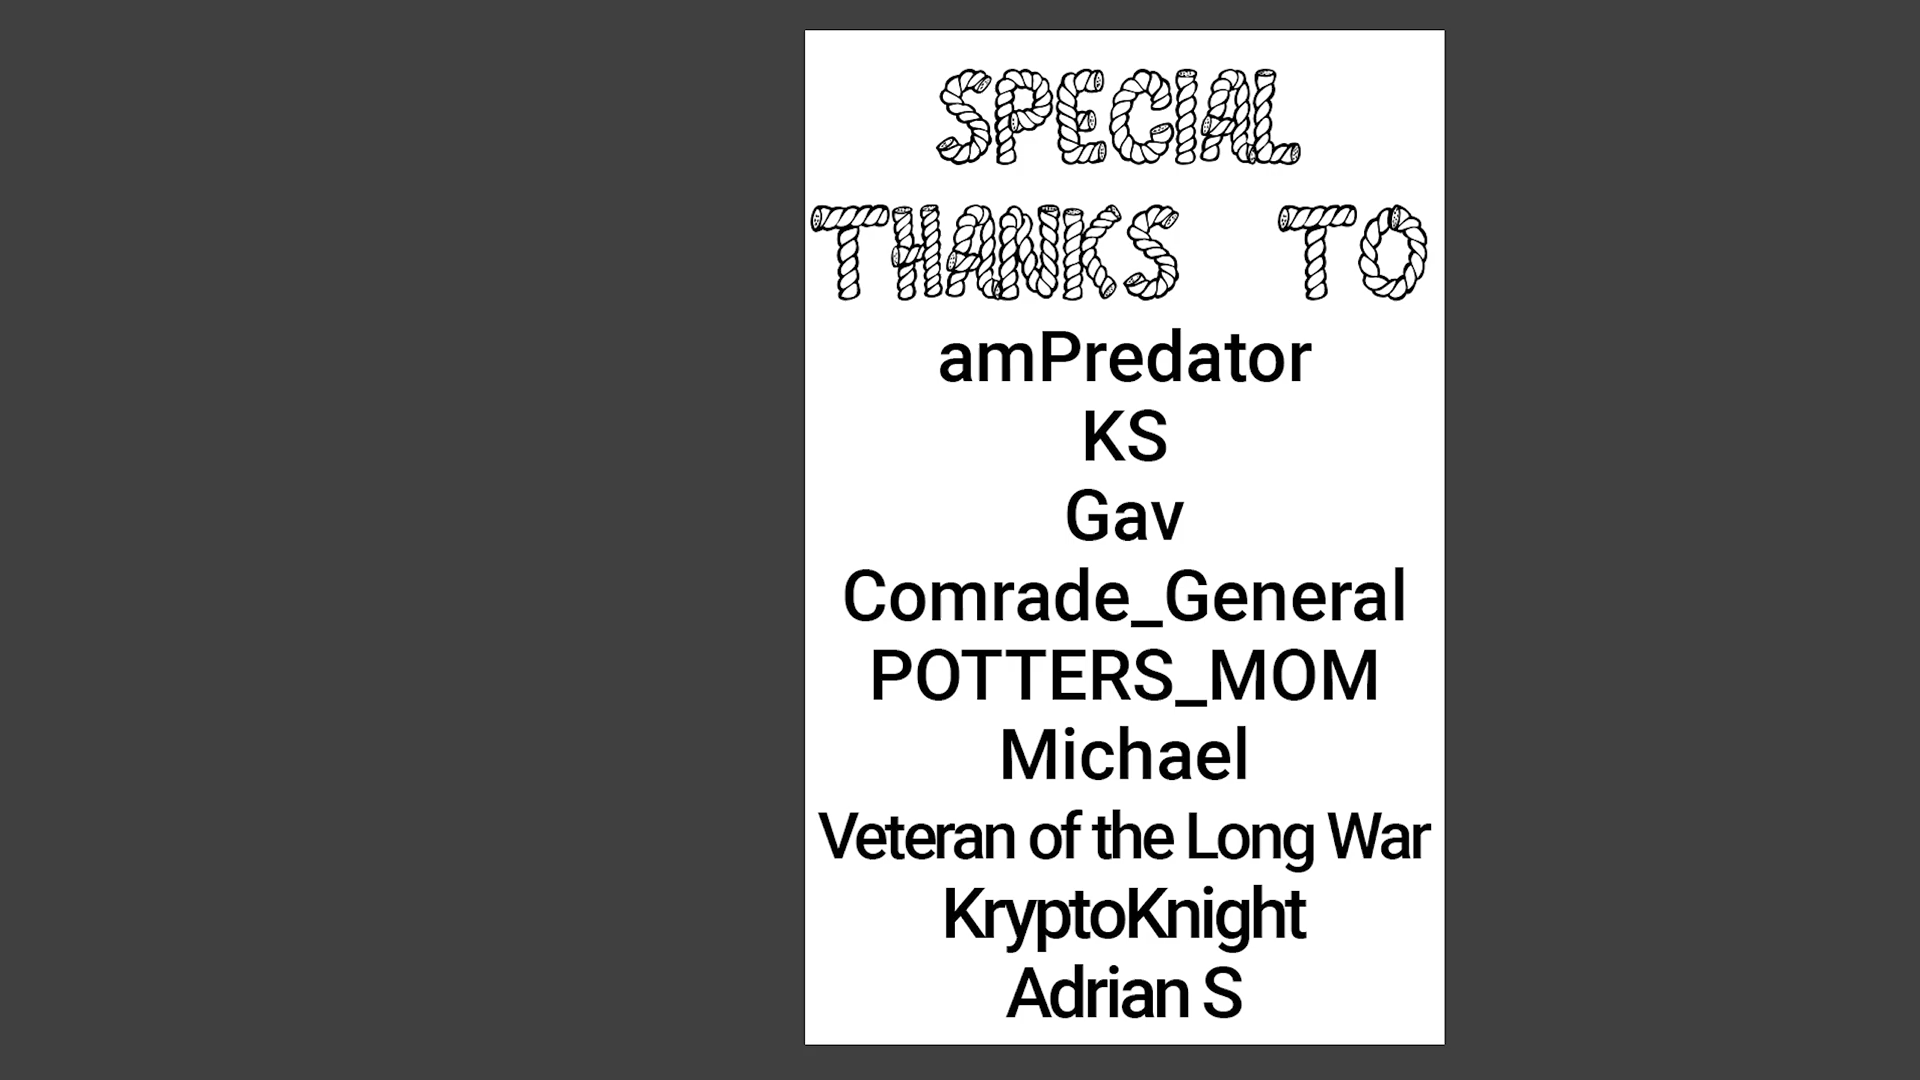 SPECIAL
THANKS TO
amPredator
KS
Gav
Comrade_General
POTTERS_MOM
Michael
Veteran of the Long War
KryptoKnight
Adrian S